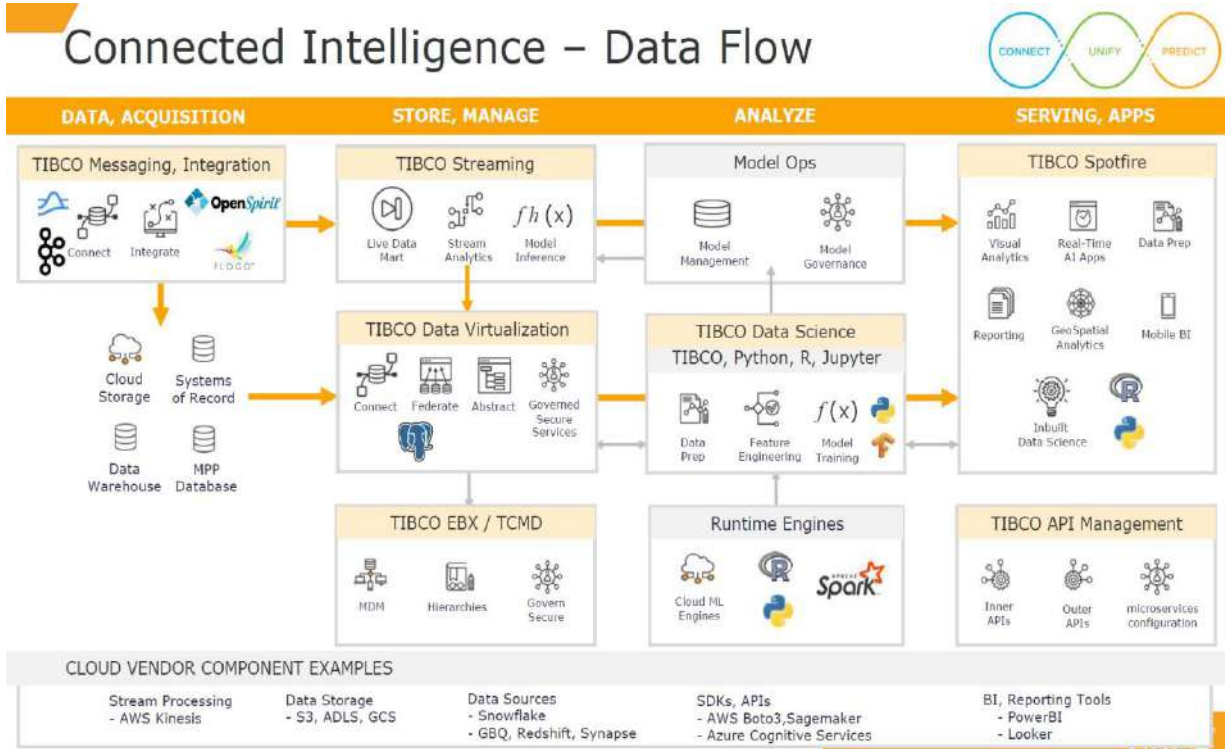 Connected Intelligence – Data Flow
CONNECT
UNIFY
PREDICT
DATA, ACQUISITION
STORE, MANAGE
ANALYZE
SERVING, APPS
TIBCO Messaging, Integration
OpenSpirit
Connect
Integrate
FLOGO
Cloud
Storage
Systems
of Record
Data
Warehouse
MPP
Database
TIBCO Streaming
Live Data
Mart
Stream
Analytics
fh(x)
Model
Inference
TIBCO Data Virtualization
Connect
Federate
Abstract
Governed
Secure
Services
TIBCO EBX / TCMD
MDM
Hierarchies
Govern
Secure
Model Ops
Model
Management
Model
Governance
TIBCO Data Science
TIBCO, Python, R, Jupyter
Data
Prep
Feature
Engineering
f(x)
Model
Training
Runtime Engines
Cloud ML
Engines
R
APACHE
Spark
TIBCO Spotfire
Visual
Analytics
Real-Time
AI Apps
Data Prep
Reporting
GeoSpatial
Analytics
Mobile BI
Inbuilt
Data Science
R
TIBCO API Management
Inner
APIs
Outer
APIs
microservices
configuration
CLOUD VENDOR COMPONENT EXAMPLES
Stream Processing
- AWS Kinesis
Data Storage
- S3, ADLS, GCS
Data Sources
- Snowflake
- GBQ, Redshift, Synapse
SDKs, APIs
- AWS Boto3,Sagemaker
- Azure Cognitive Services
BI, Reporting Tools
- PowerBI
- Looker